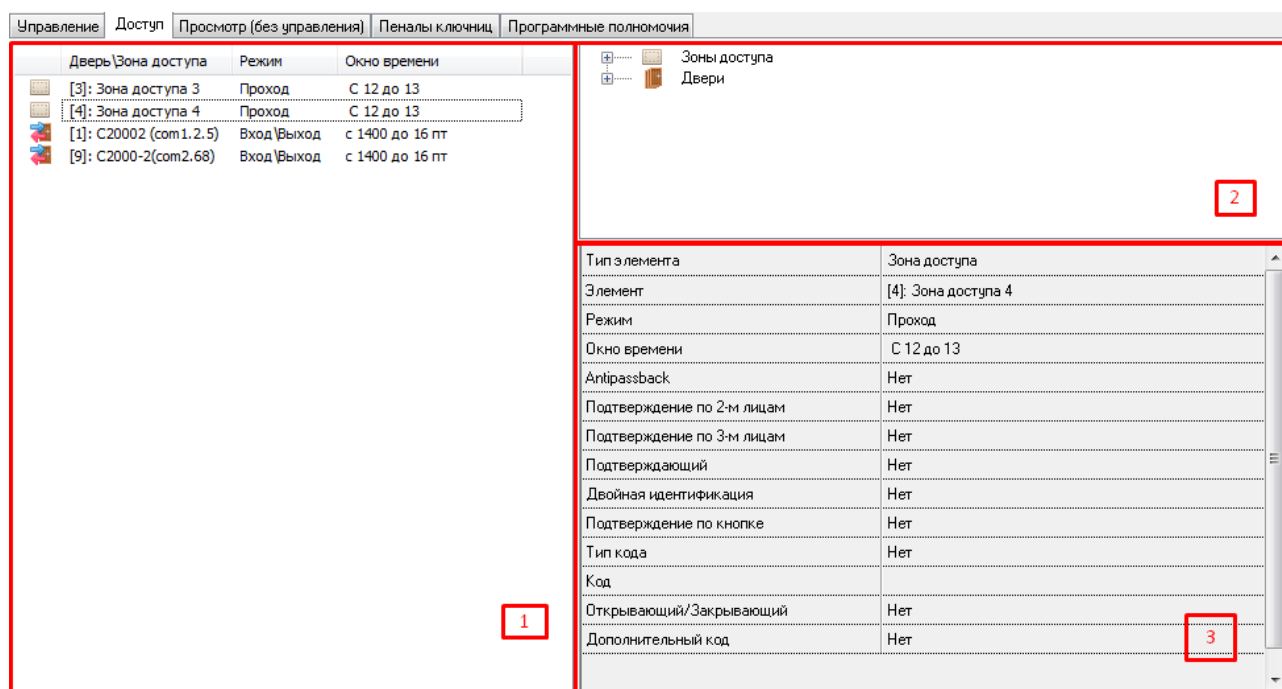 Управление Доступ Просмотр (без управления) Пеналы ключниц Программные полномочия
Дверь\Зона доступа Режим Окно времени
[3]: Зона доступа 3 Проход С 12 до 13
[4]: Зона доступа 4 Проход С 12 до 13
[1]: С20002 (com1.2.5) Вход\Выход с 1400 до 16 пт
[9]: С2000-2(com2.68) Вход\Выход с 1400 до 16 пт
1
Зоны доступа
Двери
2
Тип элемента Зона доступа
Элемент [4]: Зона доступа 4
Режим Проход
Окно времени С 12 до 13
Antipassback Нет
Подтверждение по 2-м лицам Нет
Подтверждение по 3-м лицам Нет
Подтверждающий Нет
Двойная идентификация Нет
Подтверждение по кнопке Нет
Тип кода Нет
Код
Открывающий/Закрывающий Нет
Дополнительный код Нет
3